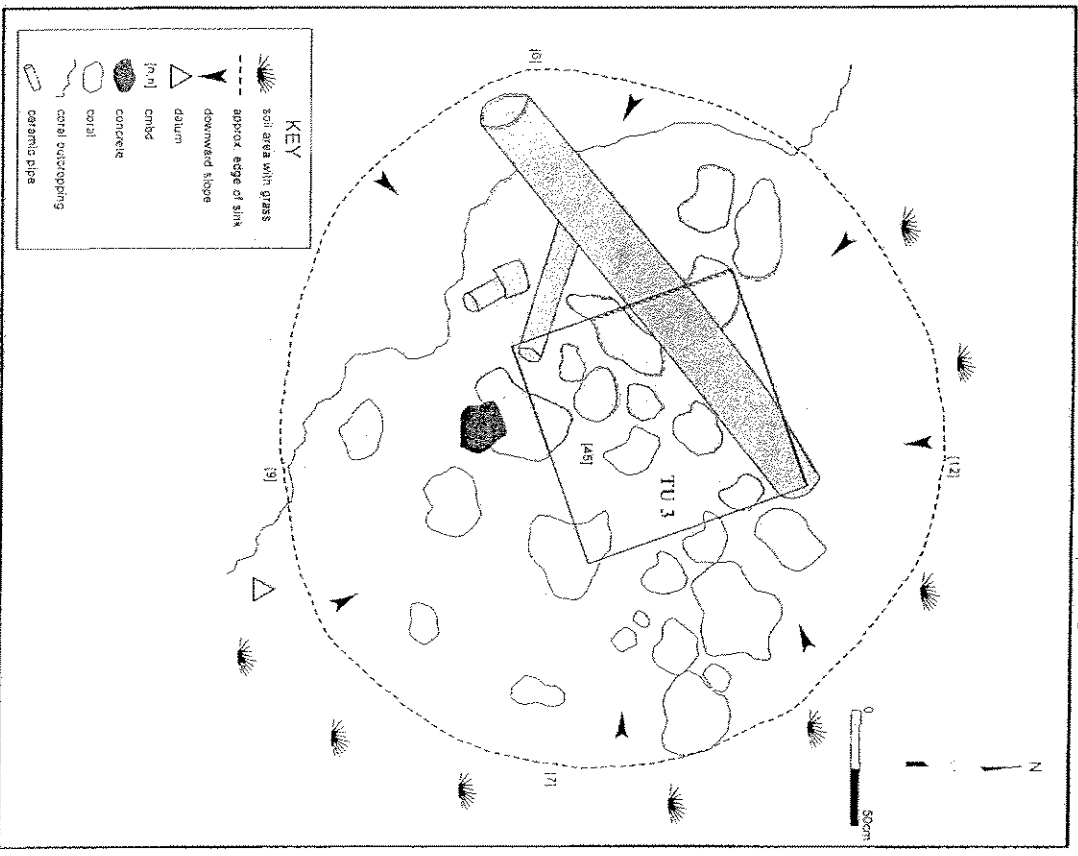 KEY
soil area with grass
approx. edge of sink
downward slope
datum
[n,n] cmbd
concrete
coral
coral outcropping
ceramic pipe
[6]
[12]
[45]
TU 3
[9]
[7]
0
50cm
N